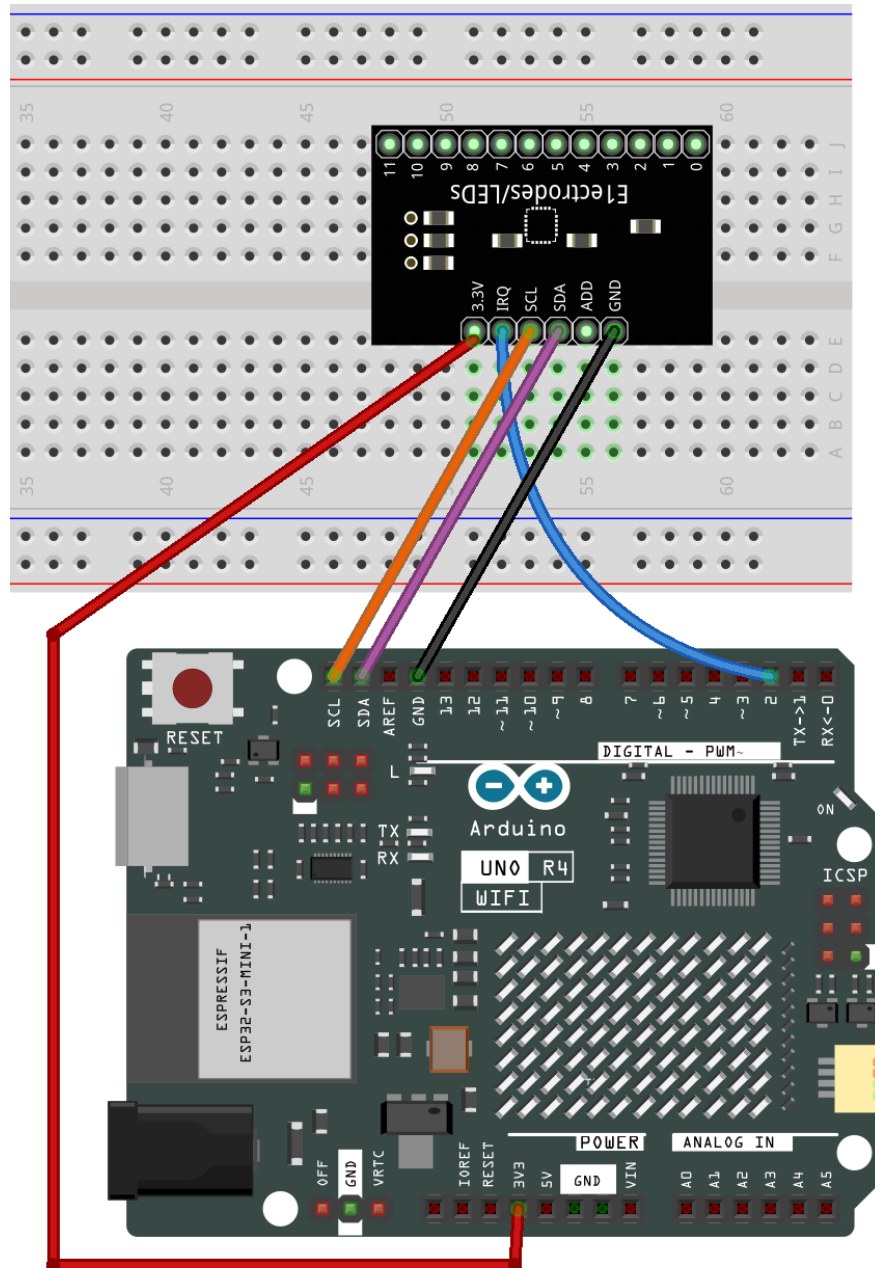 35 40 45 50 55 60
J
I
H
G
F
11 10 9 8 7 6 5 4 3 2 1 0
E1ectrodes/LEDs
3.3V IRQ SCL SDA ADD GND
E
D
C
B
A
35 40 45 55 60
RESET
SCL SDA AREF GND 13 12 ~11 ~10 ~9 8 7 ~6 ~5 4 ~3 2 TX->1 RX<-0
DIGITAL - PWM~
L
TX
RX
Arduino
ON
UNO R4
WIFI
ICSP
ESPRESSIF
ESP32-S3-MINI-1
POWER
ANALOG IN
OFF GND VRTC
IOREF RESET 3V3 5V GND VIN
A0 A1 A2 A3 A4 A5